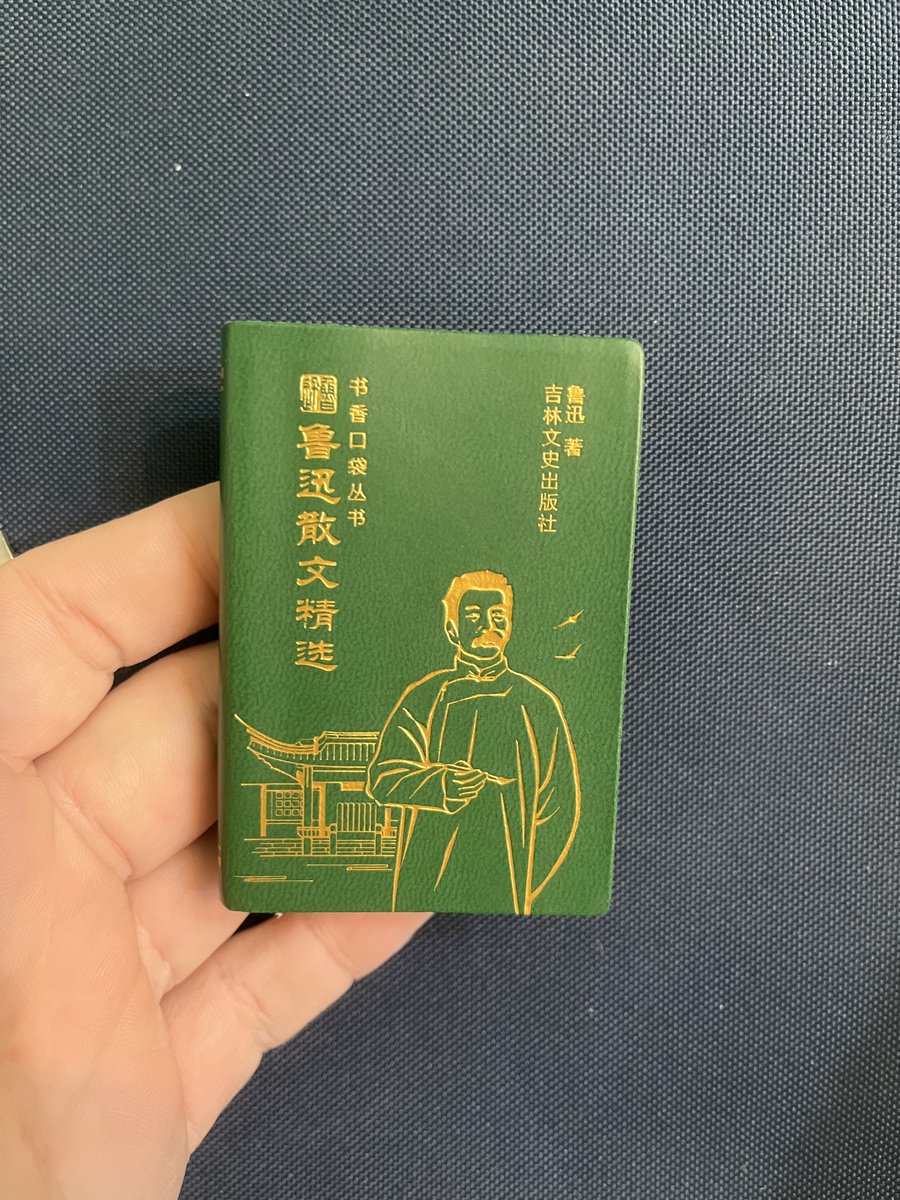 鲁迅 著
吉林文史出版社
书香口袋丛书
鲁迅散文精选